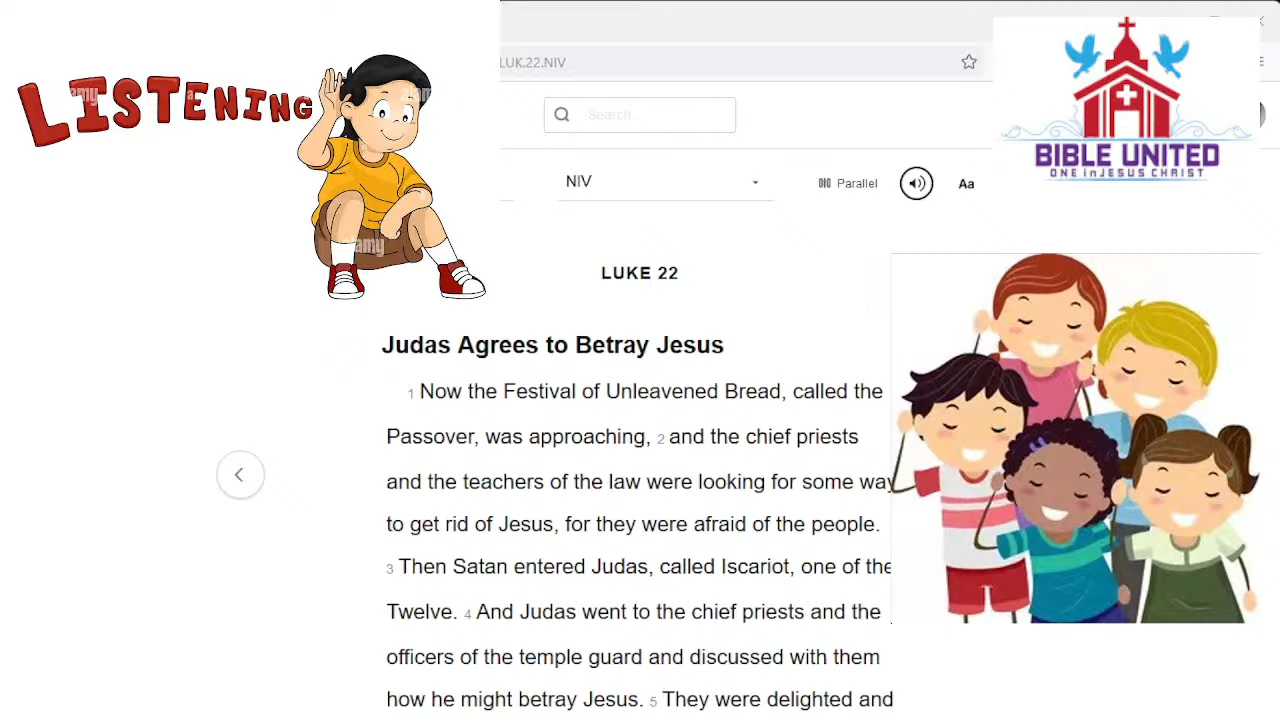 LUK.22.NIV
LISTENING
Search...
BIBLE UNITED
ONE in JESUS CHRIST
NIV
Parallel
Aa
LUKE 22
Judas Agrees to Betray Jesus
1 Now the Festival of Unleavened Bread, called the
Passover, was approaching, 2 and the chief priests
and the teachers of the law were looking for some way
to get rid of Jesus, for they were afraid of the people.
3 Then Satan entered Judas, called Iscariot, one of the
Twelve. 4 And Judas went to the chief priests and the
officers of the temple guard and discussed with them
how he might betray Jesus. 5 They were delighted and